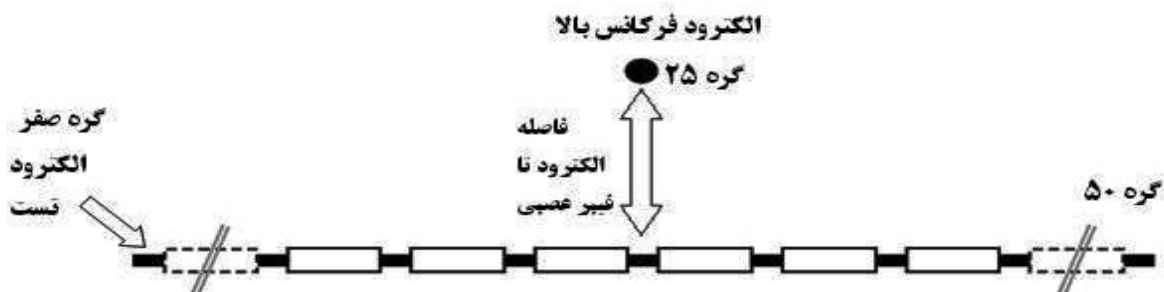 الکترود فرکانس بالا
گره ۲۵
فاصله
الکترود تا
فیبر عصبی
گره صفر
الکترود
تست
گره ۵۰